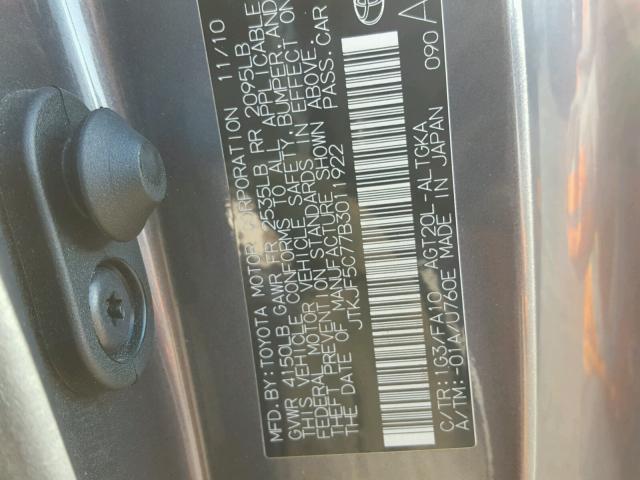 MFD. BY: TOYOTA MOTOR CORPORATION 11/10
GVWR 4150LB GAWR FR 2535LB RR 2095LB
THIS VEHICLE CONFORMS TO ALL APPLICABLE
FEDERAL MOTOR VEHICLE SAFETY, BUMPER, AND
THEFT PREVENTION STANDARDS IN EFFECT ON
THE DATE OF MANUFACTURE SHOWN ABOVE.
JTKJF5C77B3011922 PASS. CAR
C/TR: 1G3/FA10 AGT20L-ALTGKA
A/TM: -01A/U760E MADE IN JAPAN
090 A